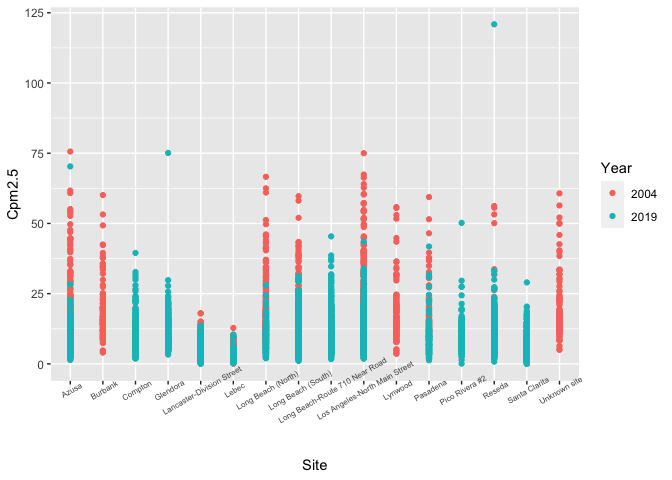 125
100
75
50
25
0
Cpm2.5
Azusa
Burbank
Compton
Glendora
Lancaster-Division Street
Lebec
Long Beach (North)
Long Beach (South)
Long Beach-Route 710 Near Road
Los Angeles-North Main Street
Lynwood
Pasadena
Pico Rivera #2
Reseda
Santa Clarita
Unknown site
Site
Year
2004
2019